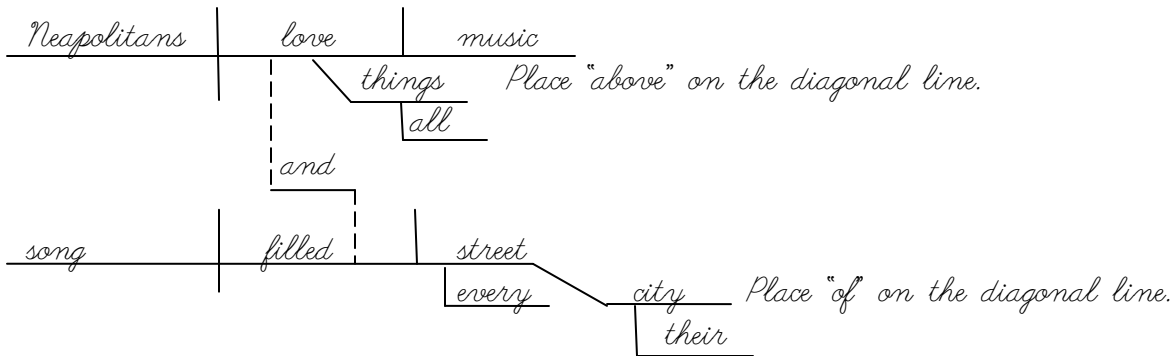 Neapolitans love music
things Place "above" on the diagonal line.
all
and
song filled street
every city Place "of" on the diagonal line.
their